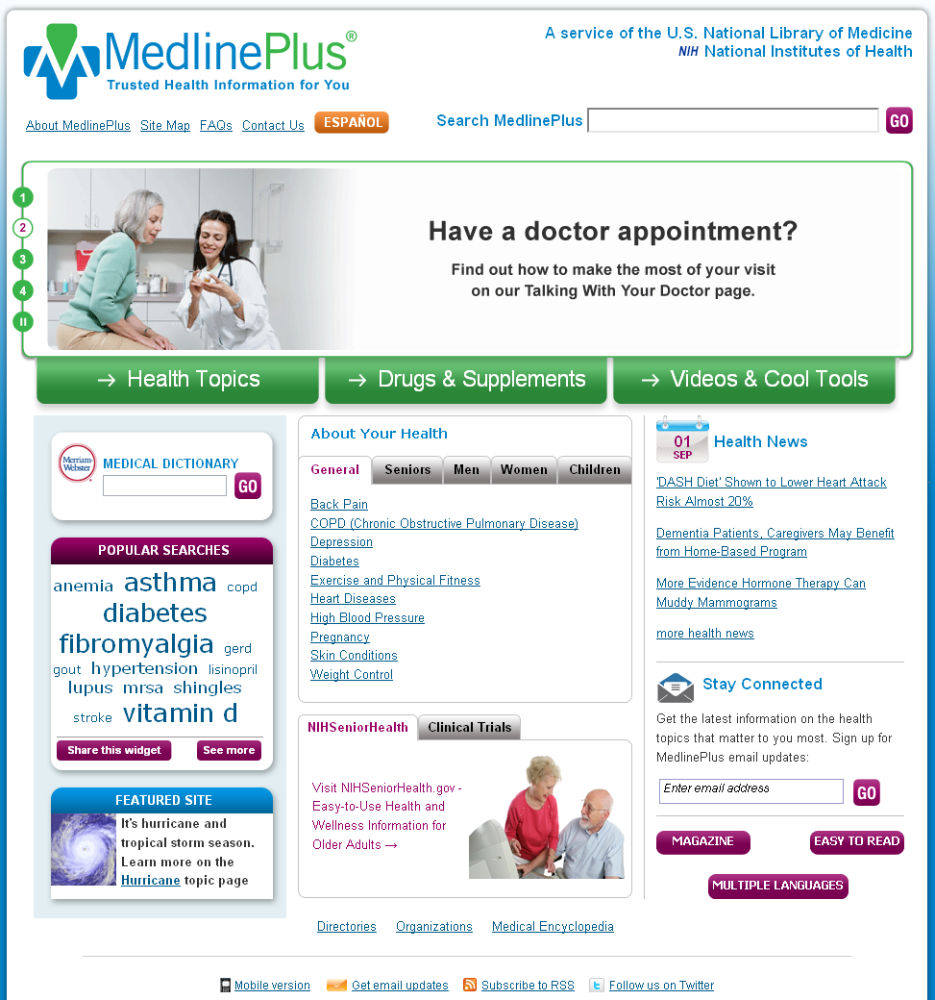 MedlinePlus®
Trusted Health Information for You
A service of the U.S. National Library of Medicine
NIH National Institutes of Health
About MedlinePlus Site Map FAQs Contact Us ESPAÑOL
Search MedlinePlus GO
1
2
3
4
Have a doctor appointment?
Find out how to make the most of your visit
on our Talking With Your Doctor page.
→ Health Topics → Drugs & Supplements → Videos & Cool Tools
Merriam-
Webster
MEDICAL DICTIONARY
GO
POPULAR SEARCHES
anemia asthma copd
diabetes
fibromyalgia gerd
gout hypertension lisinopril
lupus mrsa shingles
stroke vitamin d
Share this widget See more
FEATURED SITE
It's hurricane and
tropical storm season.
Learn more on the
Hurricane topic page
About Your Health
General Seniors Men Women Children
Back Pain
COPD (Chronic Obstructive Pulmonary Disease)
Depression
Diabetes
Exercise and Physical Fitness
Heart Diseases
High Blood Pressure
Pregnancy
Skin Conditions
Weight Control
NIHSeniorHealth Clinical Trials
Visit NIHSeniorHealth.gov -
Easy-to-Use Health and
Wellness Information for
Older Adults →
01
SEP
Health News
'DASH Diet' Shown to Lower Heart Attack
Risk Almost 20%
Dementia Patients, Caregivers May Benefit
from Home-Based Program
More Evidence Hormone Therapy Can
Muddy Mammograms
more health news
Stay Connected
Get the latest information on the health
topics that matter to you most. Sign up for
MedlinePlus email updates:
Enter email address GO
MAGAZINE EASY TO READ
MULTIPLE LANGUAGES
Directories Organizations Medical Encyclopedia
Mobile version Get email updates Subscribe to RSS Follow us on Twitter